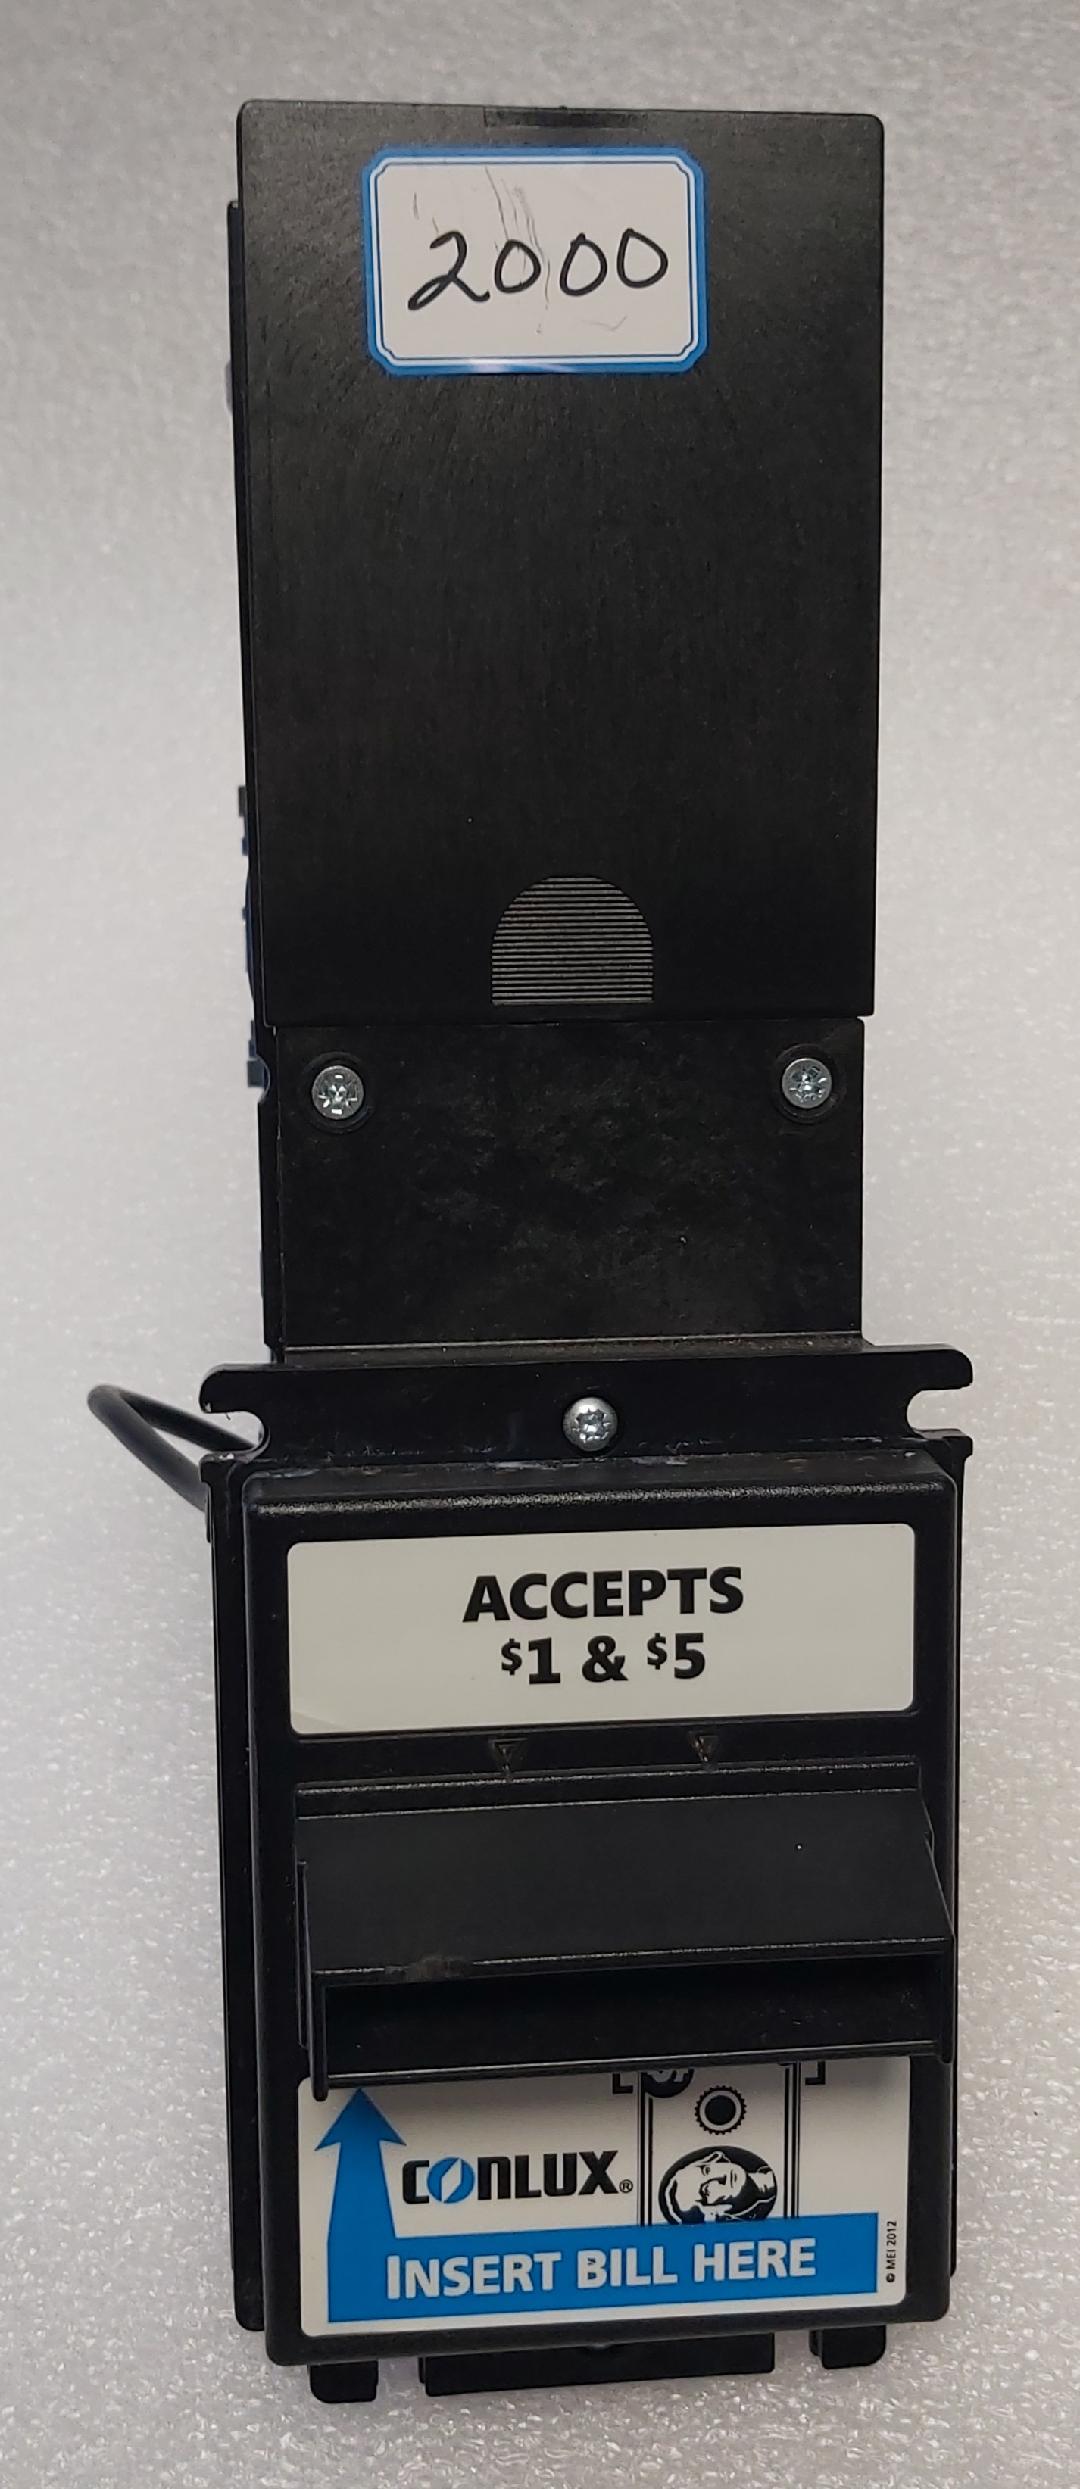 2000
ACCEPTS
$1 & $5
CONLUX®
INSERT BILL HERE
© MEI 2012